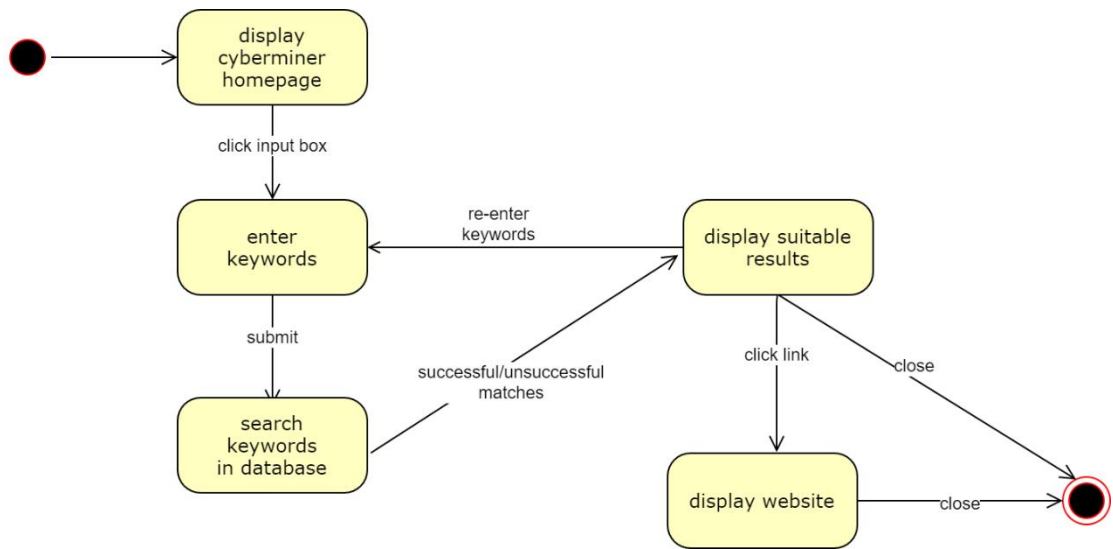 display
cyberminer
homepage
click input box
enter
keywords
re-enter
keywords
display suitable
results
submit
successful/unsuccessful
matches
click link
close
search
keywords
in database
display website
close